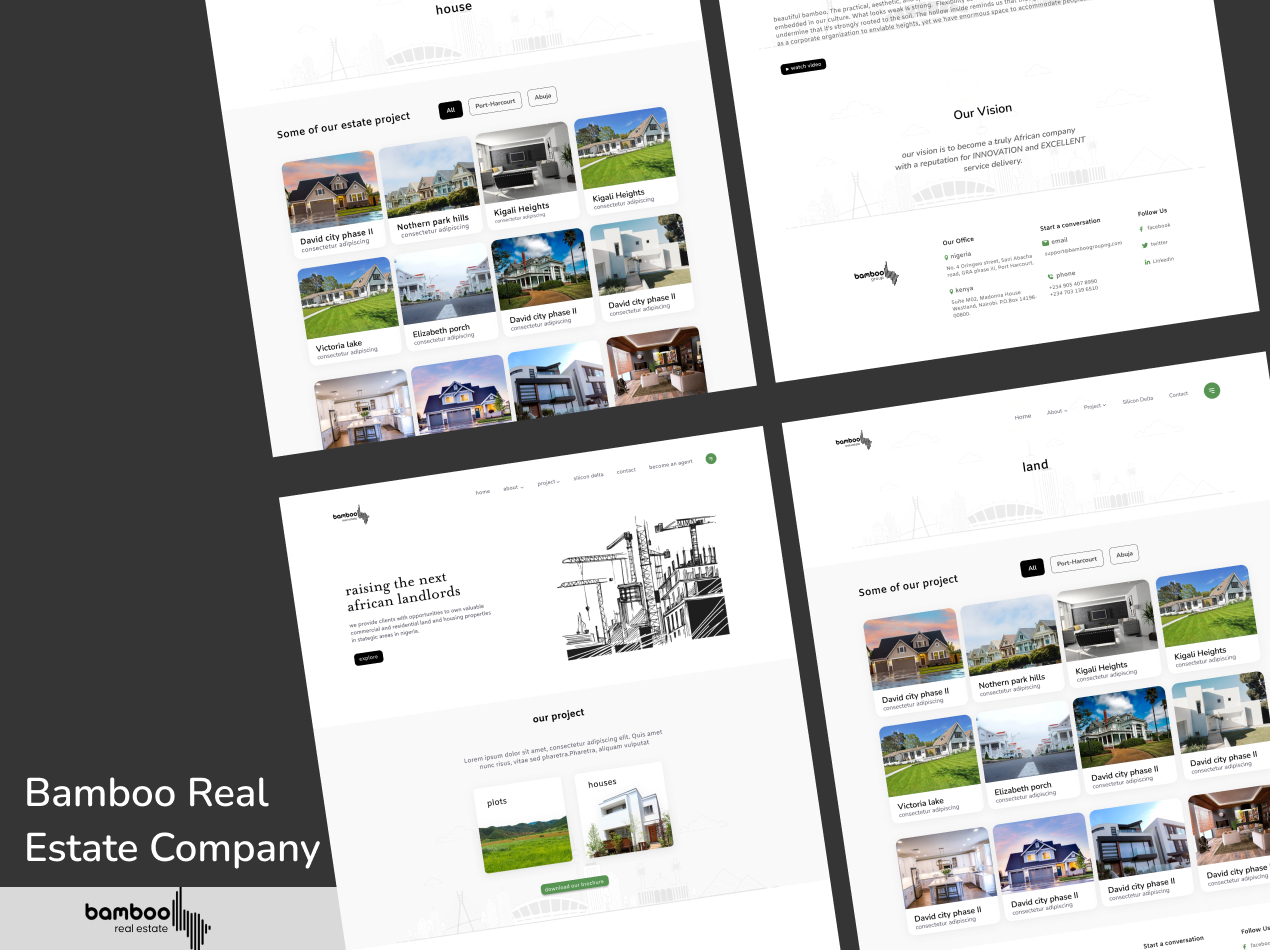 house
Some of our estate project
All
Port-Harcourt
Abuja
David city phase II
consectetur adipiscing
Nothern park hills
consectetur adipiscing
Kigali Heights
consectetur adipiscing
Kigali Heights
consectetur adipiscing
Victoria lake
consectetur adipiscing
Elizabeth porch
consectetur adipiscing
David city phase II
consectetur adipiscing
David city phase II
consectetur adipiscing
beautiful bamboo. The practical, aesthetic, and
embedded in our culture. What looks weak is strong. Flexibility
undermine that it's strongly rooted to the soil. The hollow inside reminds us that
as a corporate organization to enviable heights, yet we have enormous space to accommodate people
watch video
Our Vision
our vision is to become a truly African company
with a reputation for INNOVATION and EXCELLENT
service delivery.
bamboo
group
Our Office
nigeria
No. 4 Oringwo street, Sani Abacha
road, GRA phase III, Port Harcourt.
kenya
Suite M02, Madonna House
Westland, Nairobi. PO.Box 14196-
00800.
Start a conversation
email
support@bamboogroupng.com
phone
+234 905 407 8990
+234 703 139 6510
Follow Us
facebook
twitter
Linkedin
bamboo
real estate
home
about
project
silicon delta
contact
become an agent
raising the next
african landlords
we provide clients with opportunities to own valuable
commercial and residential land and housing properties
in stategic areas in nigeria.
explore
our project
Lorem ipsum dolor sit amet, consectetur adipiscing elit. Quis amet
nunc risus, vitae sed pharetra.Pharetra, aliquam vulputat
plots
houses
download our brochure
bamboo
real estate
Home
About
Project
Silicon Delta
Contact
land
Some of our project
All
Port-Harcourt
Abuja
David city phase II
consectetur adipiscing
Nothern park hills
consectetur adipiscing
Kigali Heights
consectetur adipiscing
Kigali Heights
consectetur adipiscing
Victoria lake
consectetur adipiscing
Elizabeth porch
consectetur adipiscing
David city phase II
consectetur adipiscing
David city phase II
consectetur adipiscing
David city phase II
consectetur adipiscing
David city phase II
consectetur adipiscing
David city phase II
consectetur adipiscing
David city phase
consectetur adipiscing
Start a conversation
Follow Us
facebook
email
Bamboo Real
Estate Company
bamboo
real estate